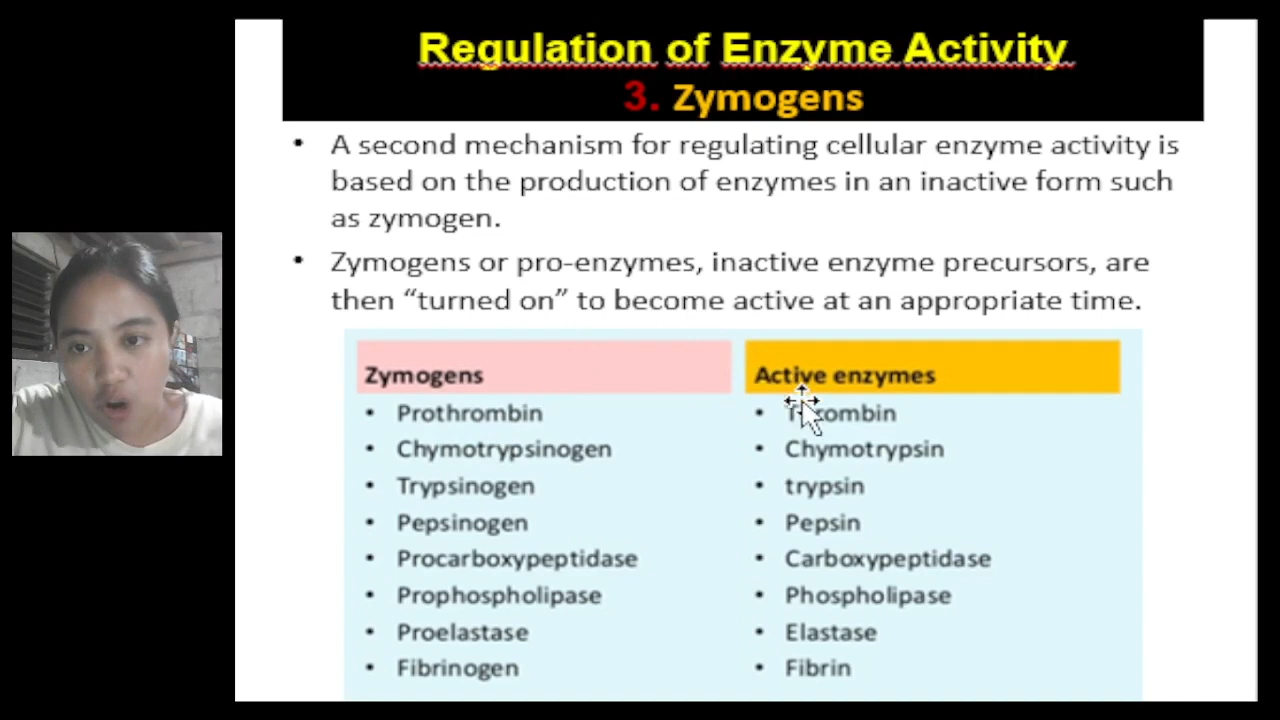 Regulation of Enzyme Activity
3. Zymogens
• A second mechanism for regulating cellular enzyme activity is
based on the production of enzymes in an inactive form such
as zymogen.
• Zymogens or pro-enzymes, inactive enzyme precursors, are
then “turned on” to become active at an appropriate time.
Zymogens
• Prothrombin
• Chymotrypsinogen
• Trypsinogen
• Pepsinogen
• Procarboxypeptidase
• Prophospholipase
• Proelastase
• Fibrinogen
Active enzymes
• Thrombin
• Chymotrypsin
• trypsin
• Pepsin
• Carboxypeptidase
• Phospholipase
• Elastase
• Fibrin